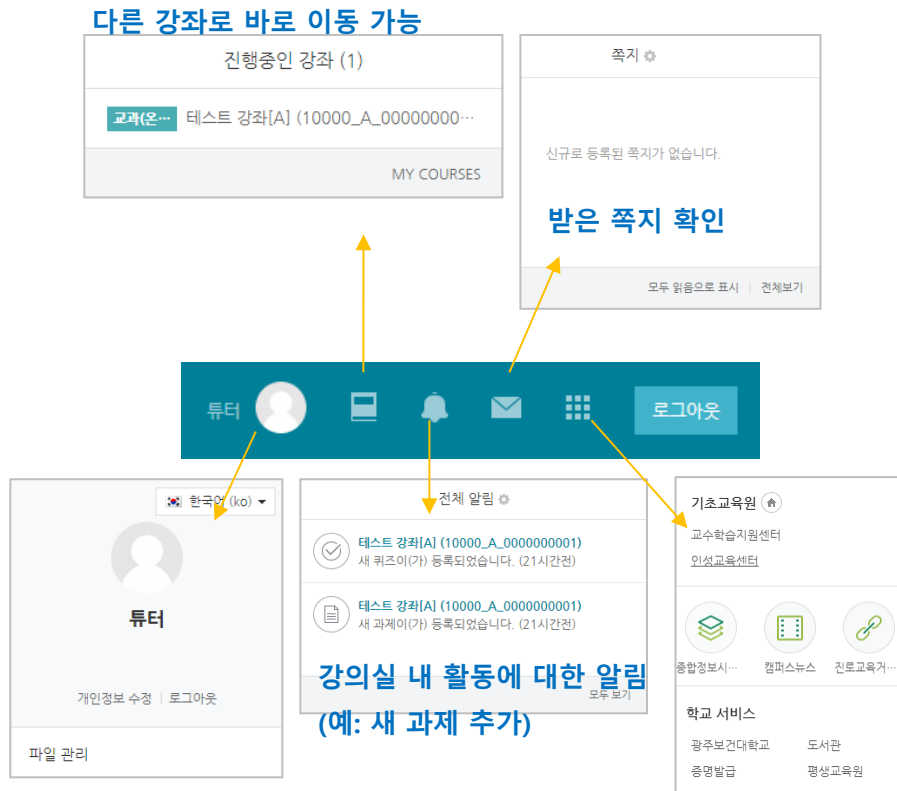 다른 강좌로 바로 이동 가능
진행중인 강좌 (1)
교과(온··· 테스트 강좌[A] (10000_A_00000000···
MY COURSES
쪽지
신규로 등록된 쪽지가 없습니다.
받은 쪽지 확인
모두 읽음으로 표시 | 전체보기
튜터
로그아웃
한국어 (ko)
튜터
개인정보 수정 | 로그아웃
파일 관리
전체 알림
테스트 강좌[A] (10000_A_0000000001)
새 퀴즈이(가) 등록되었습니다. (21시간전)
테스트 강좌[A] (10000_A_0000000001)
새 과제이(가) 등록되었습니다. (21시간전)
강의실 내 활동에 대한 알림
모두 보기
(예: 새 과제 추가)
기초교육원
교수학습지원센터
인성교육센터
종합정보시··· 캠퍼스뉴스 진로교육거···
학교 서비스
광주보건대학교 도서관
증명발급 평생교육원